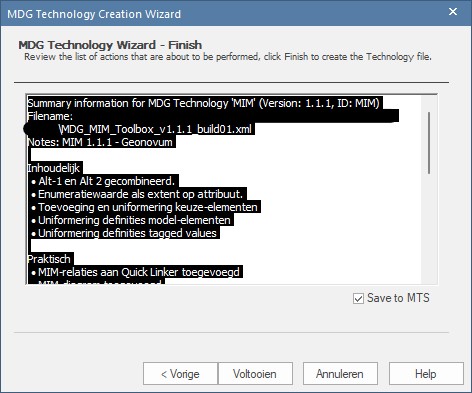 MDG Technology Creation Wizard
MDG Technology Wizard - Finish
Review the list of actions that are about to be performed, click Finish to create the Technology file.
Summary information for MDG Technology 'MIM' (Version: 1.1.1, ID: MIM)
Filename:
\MDG_MIM_Toolbox_v1.1.1_build01.xml
Notes: MIM 1.1.1 - Geonovum
Inhoudelijk
• Alt-1 en Alt 2 gecombineerd.
• Enumeratiewaarde als extent op attribuut.
• Toevoeging en uniformering keuze-elementen
• Uniformering definities model-elementen
• Uniformering definities tagged values
Praktisch
• MIM-relaties aan Quick Linker toegevoegd
• MIM-diagram toegevoegd
Save to MTS
< Vorige
Voltooien
Annuleren
Help